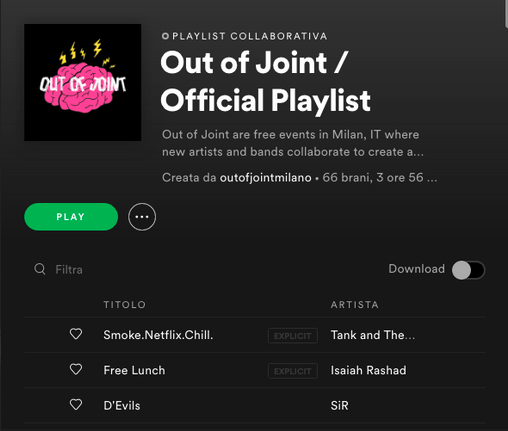 OUT OF JOINT
PLAYLIST COLLABORATIVA
Out of Joint /
Official Playlist
Out of Joint are free events in Milan, IT where
new artists and bands collaborate to create a...
Creata da outofjointmilano • 66 brani, 3 ore 56 ...
PLAY
Filtra
Download
TITOLO ARTISTA
Smoke.Netflix.Chill. EXPLICIT Tank and The...
Free Lunch EXPLICIT Isaiah Rashad
D'Evils SiR